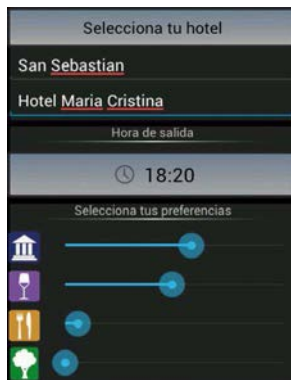 Selecciona tu hotel
San Sebastian
Hotel Maria Cristina
Hora de salida
18:20
Selecciona tus preferencias